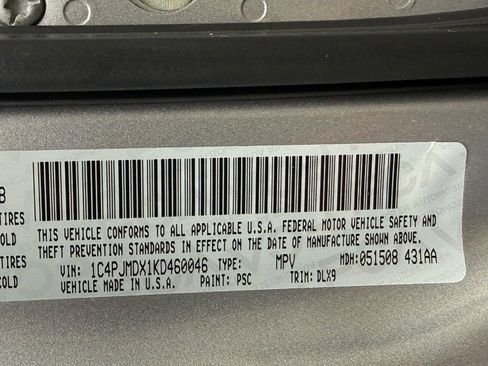 B
TIRES
COLD
THIS VEHICLE CONFORMS TO ALL APPLICABLE U.S.A. FEDERAL MOTOR VEHICLE SAFETY AND
THEFT PREVENTION STANDARDS IN EFFECT ON THE DATE OF MANUFACTURE SHOWN ABOVE.
TIRES
COLD
VIN: 1C4PJMDX1KD460046 TYPE: MPV MDH: 051508 431AA
VEHICLE MADE IN U.S.A. PAINT: PSC TRIM: DLX9